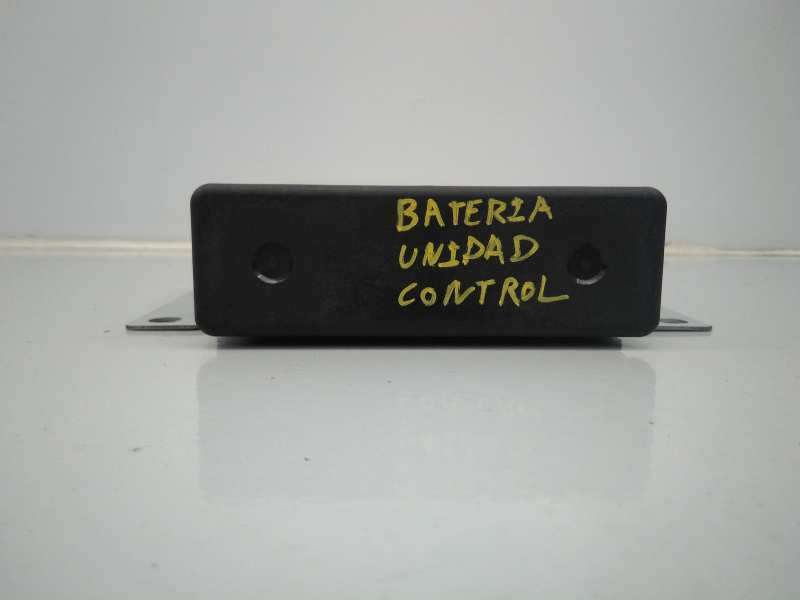 BATERIA
UNIDAD
CONTROL